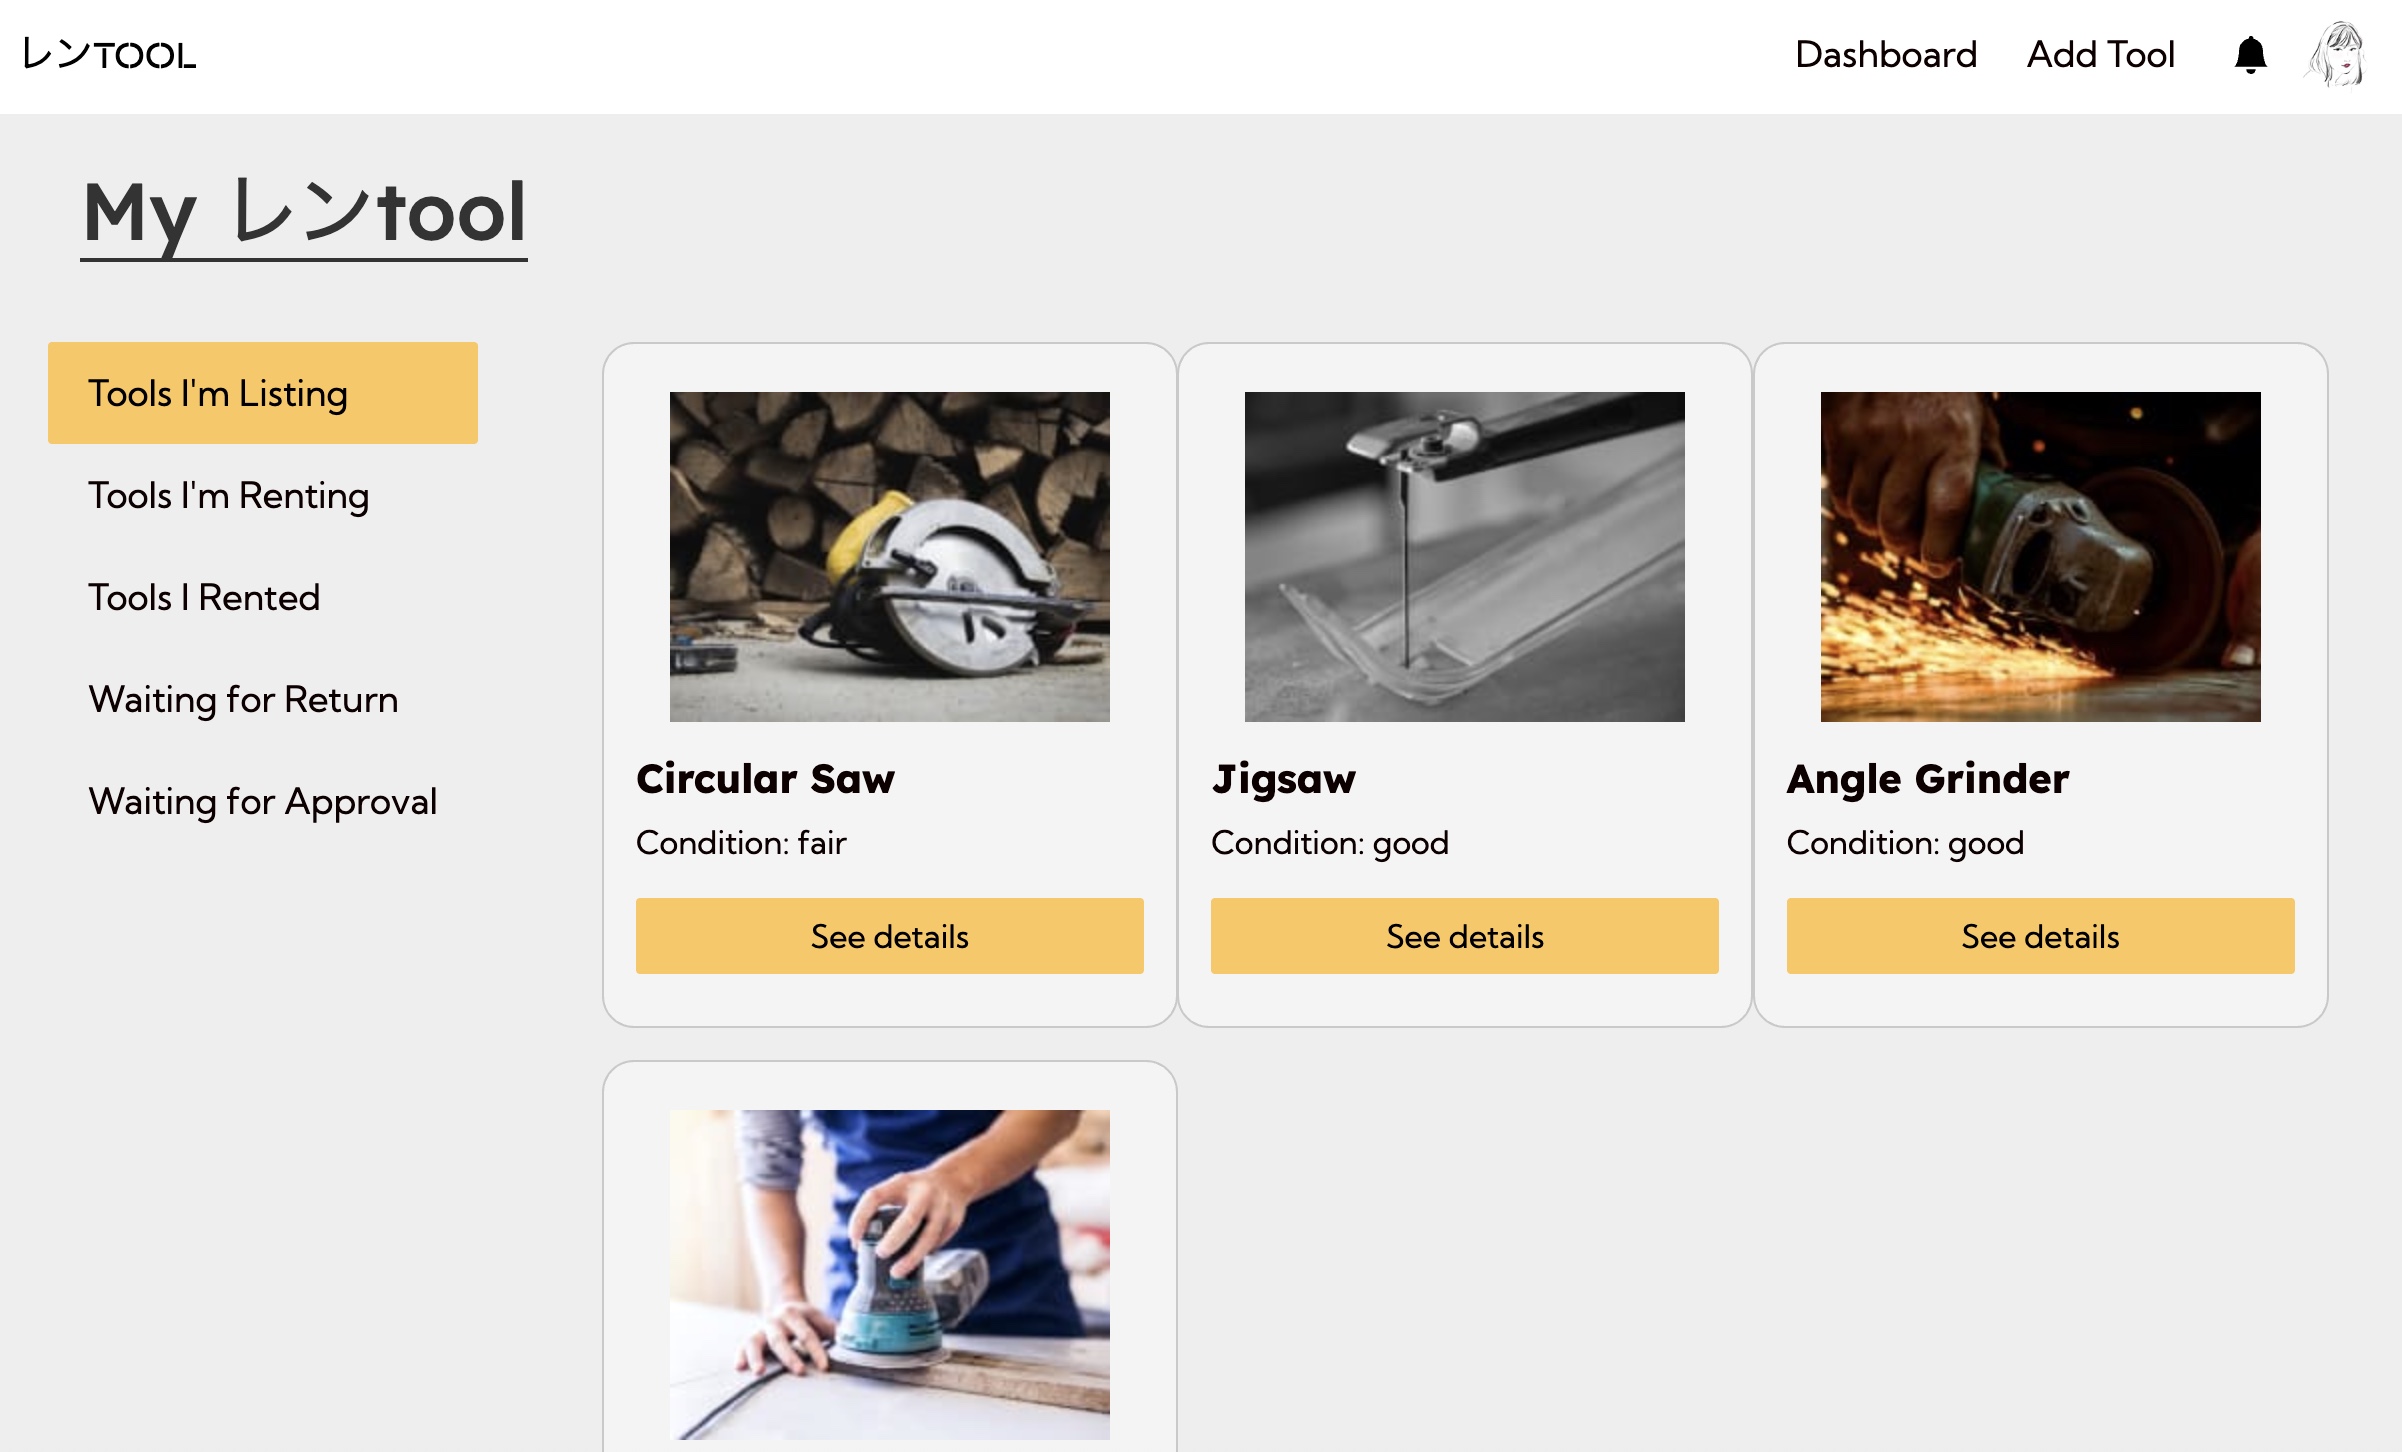 レンTOOL
Dashboard
Add Tool
My レンtool
Tools I'm Listing
Tools I'm Renting
Tools I Rented
Waiting for Return
Waiting for Approval
Circular Saw
Condition: fair
See details
Jigsaw
Condition: good
See details
Angle Grinder
Condition: good
See details